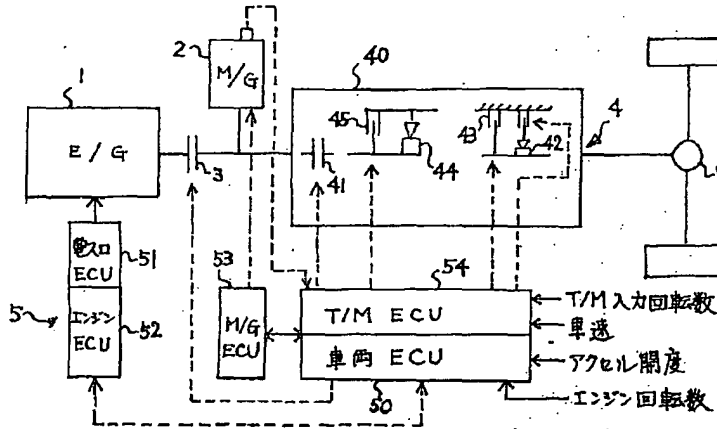 1
E/G
2
M/G
3
40
45
44
41
43
42
4
電スロ
ECU
51
5
エンジン
ECU
52
53
M/G
ECU
54
T/M ECU
車両 ECU
50
T/M入力回転数
車速
アクセル開度
エンジン回転数